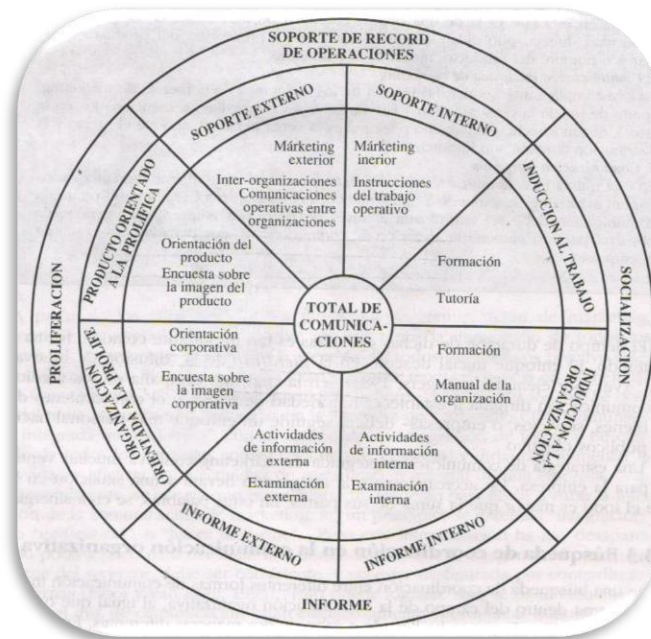 SOPORTE DE RECORD
DE OPERACIONES
SOPORTE EXTERNO
SOPORTE INTERNO
Márketing
exterior
Inter-organizaciones
Comunicaciones
operativas entre
organizaciones
Márketing
inerior
Instrucciones
del trabajo
operativo
PROLIFERACION
PRODUCTO ORIENTADO
A LA PROLIFICA
Orientación del
producto
Encuesta sobre
la imagen del
producto
INDUCCION AL TRABAJO
Formación
Tutoría
SOCIALIZACION
TOTAL DE
COMUNICA-
CIONES
ORGANIZACION
ORIENTADA A LA PROLIFE.
Orientación
corporativa
Encuesta sobre
la imagen
corporativa
Formación
Manual de la
organización
INDUCCION A LA
ORGANIZACION
Actividades
de información
externa
Examinación
externa
Actividades
de información
interna
Examinación
interna
INFORME EXTERNO
INFORME INTERNO
INFORME